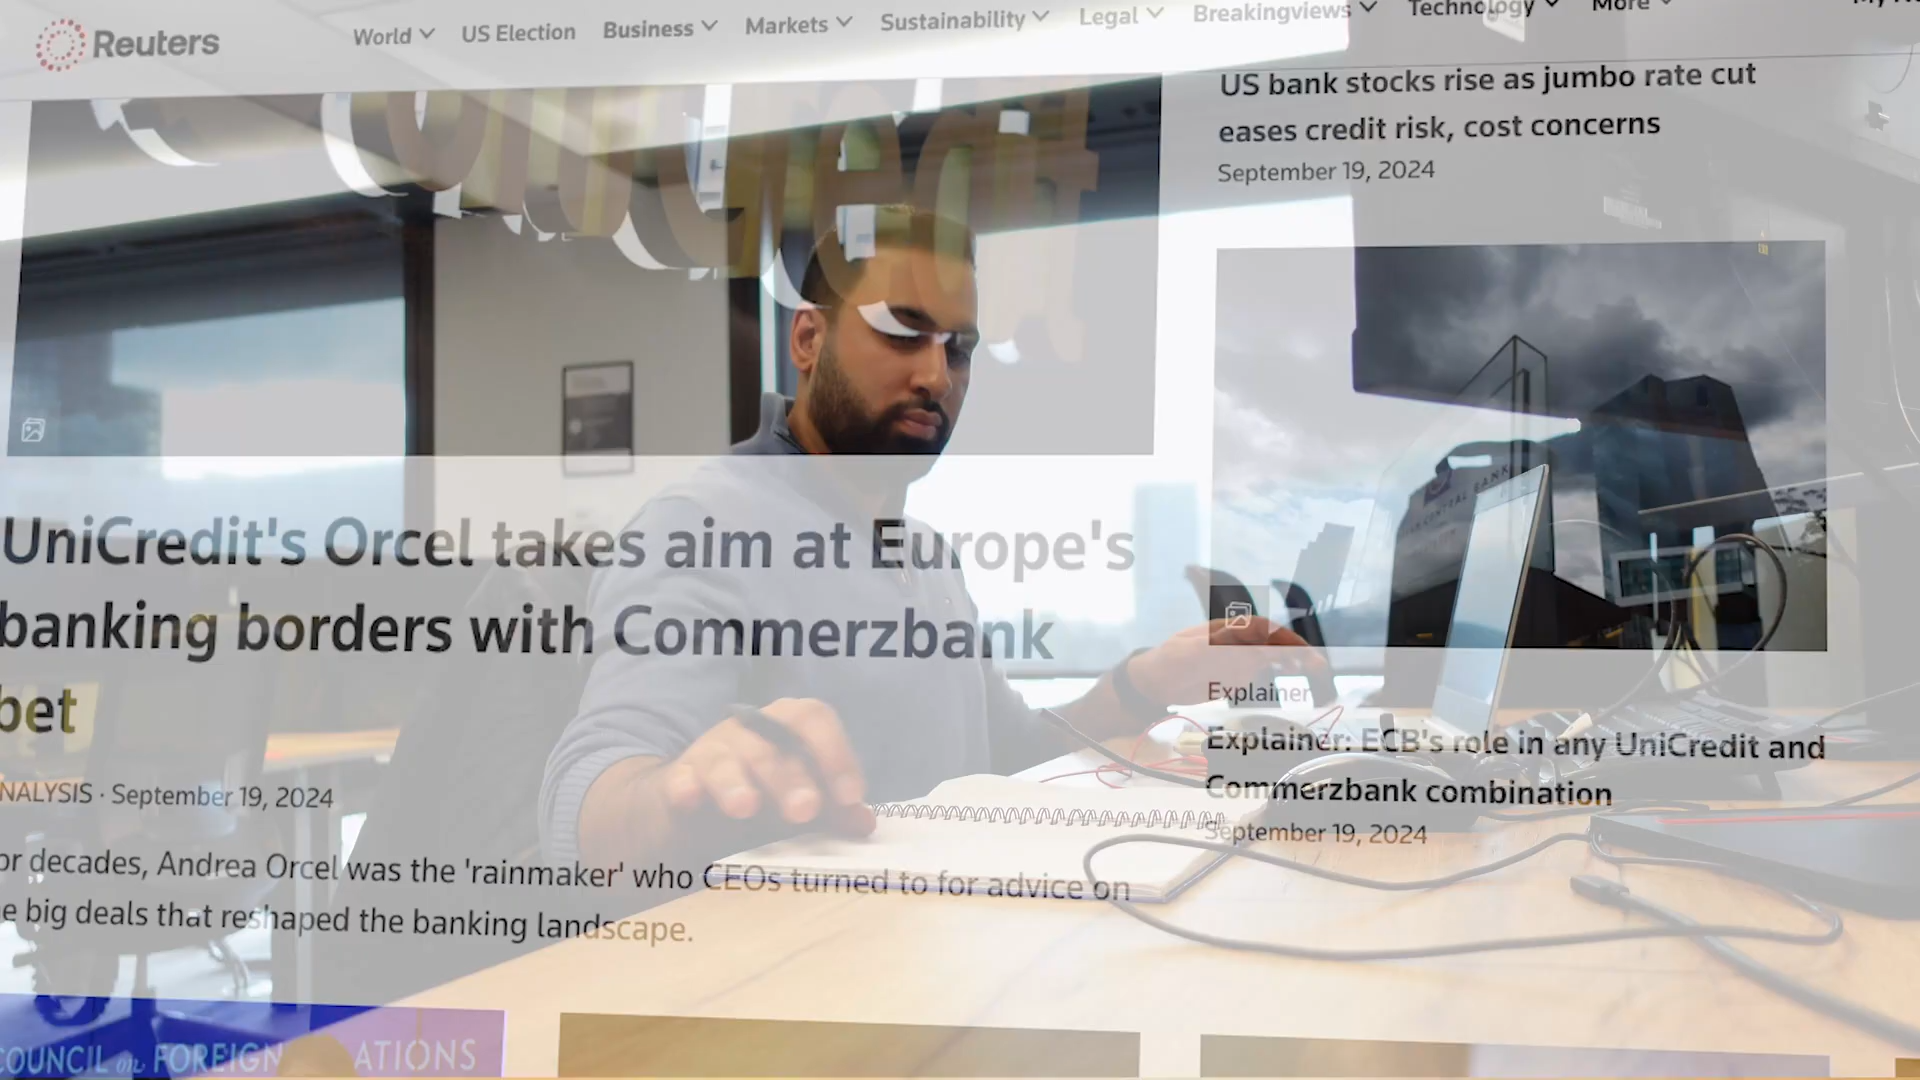 Reuters
World US Election Business Markets Sustainability Legal Breakingviews Technology More
UniCredit
US bank stocks rise as jumbo rate cut
eases credit risk, cost concerns
September 19, 2024
UniCredit's Orcel takes aim at Europe's
banking borders with Commerzbank
bet
NALYSIS · September 19, 2024
or decades, Andrea Orcel was the 'rainmaker' who CEOs turned to for advice on
e big deals that reshaped the banking landscape.
CENTRAL BANK
Explainer
Explainer: ECB's role in any UniCredit and
Commerzbank combination
September 19, 2024
COUNCIL on FOREIGN ATIONS